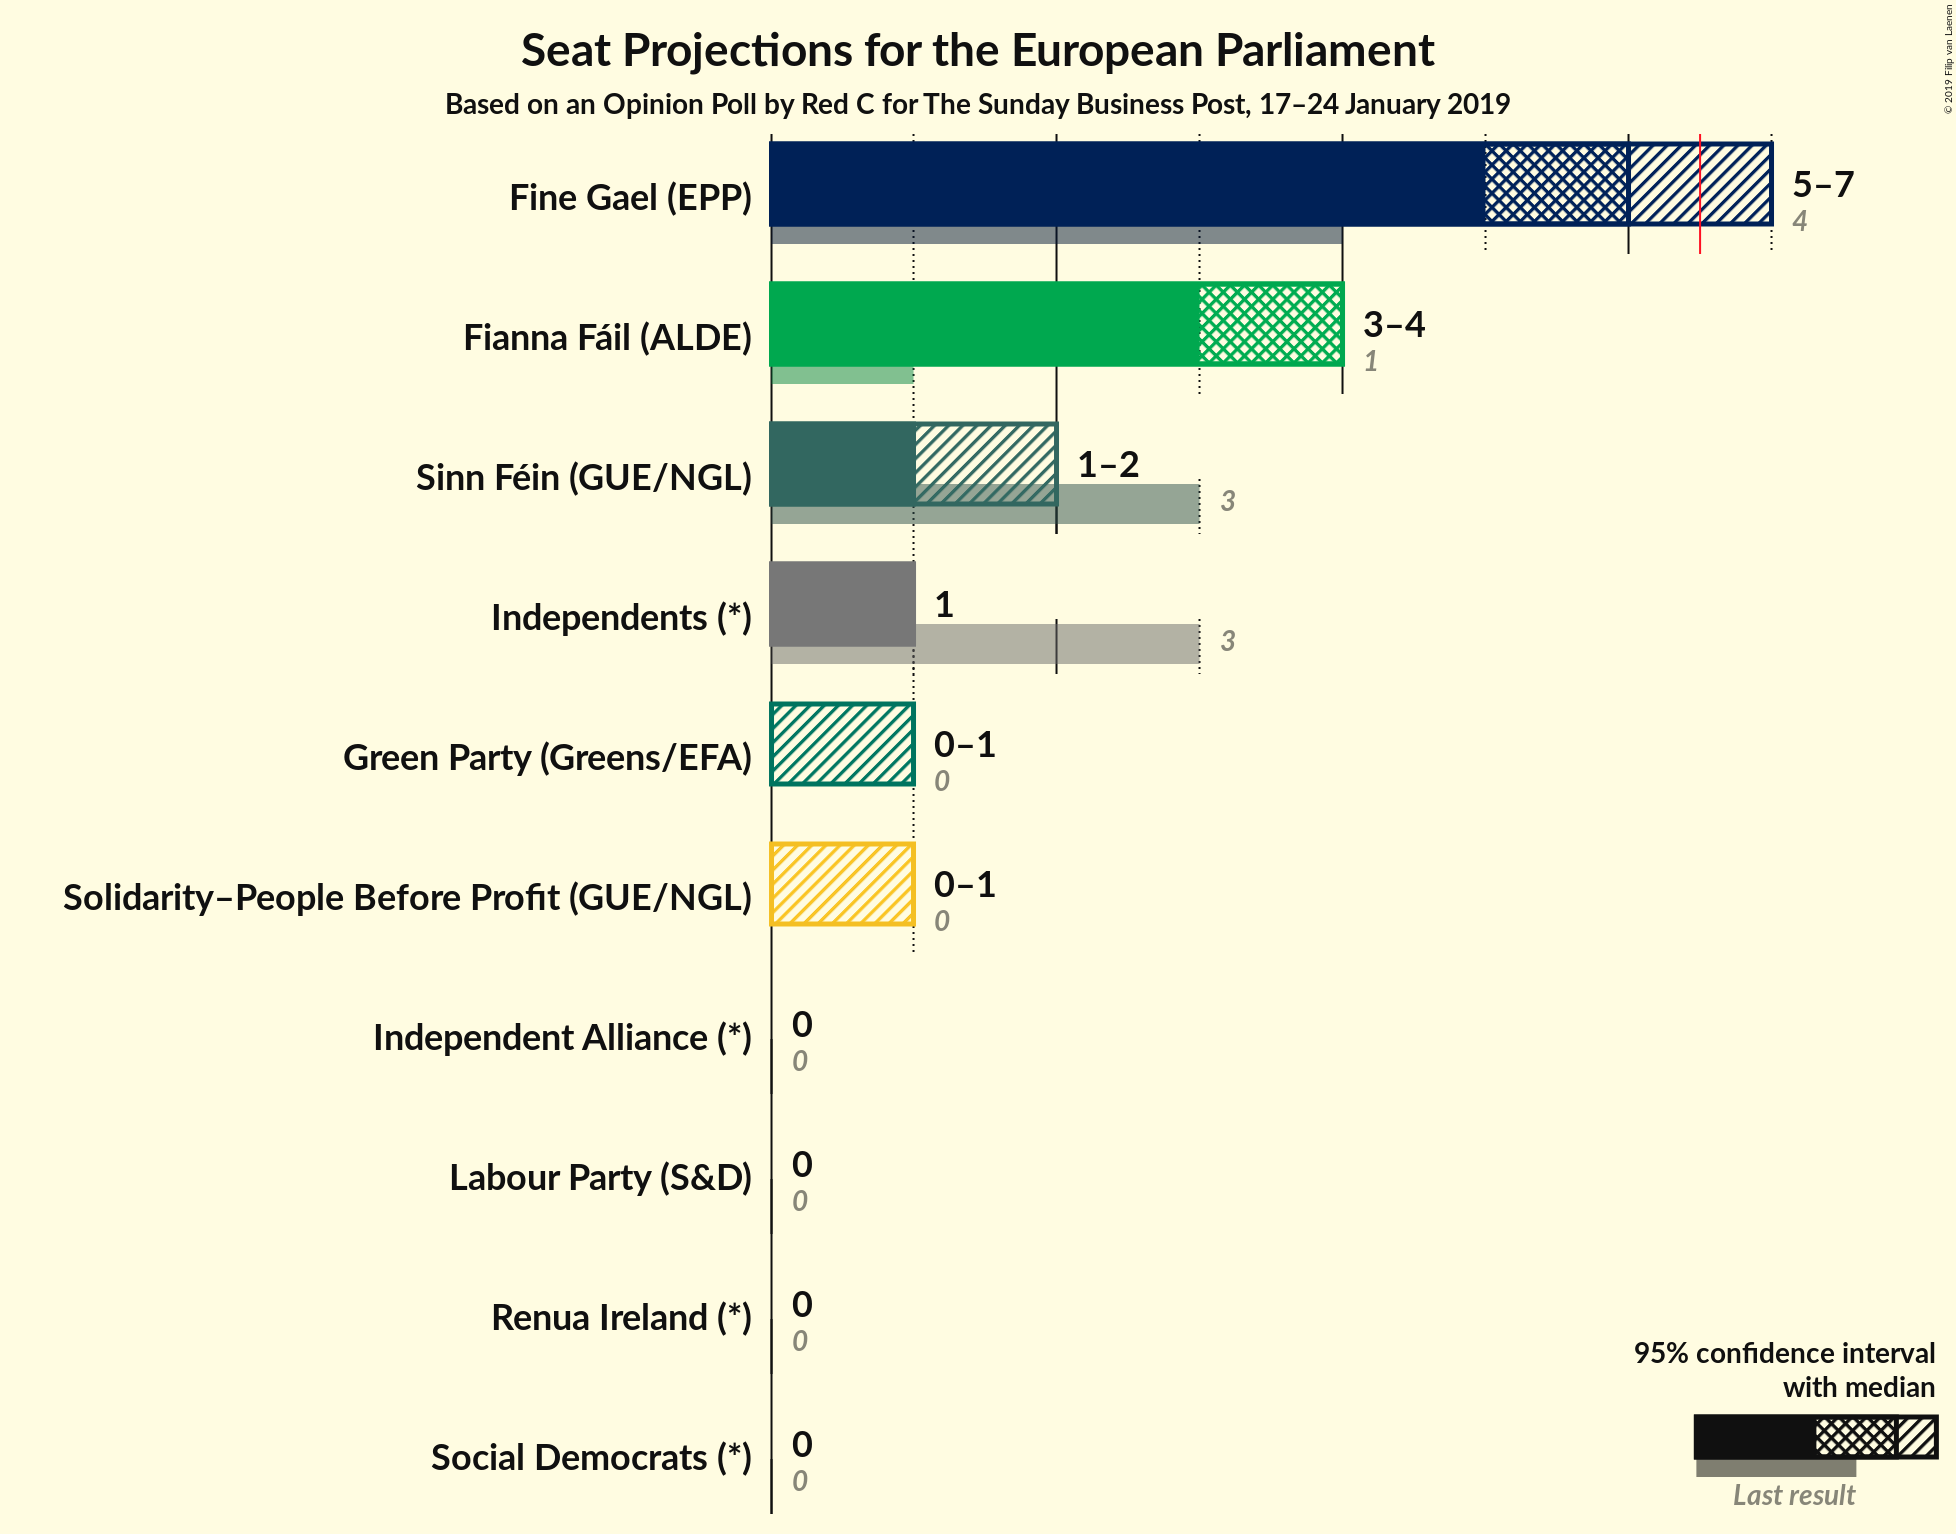 Seat Projections for the European Parliament
Based on an Opinion Poll by Red C for The Sunday Business Post, 17–24 January 2019
© 2019 Filip van Laenen
Fine Gael (EPP)
5–7
4
Fianna Fáil (ALDE)
3–4
1
Sinn Féin (GUE/NGL)
1–2
3
Independents (*)
1
3
Green Party (Greens/EFA)
0–1
0
Solidarity–People Before Profit (GUE/NGL)
0–1
0
Independent Alliance (*)
0
0
Labour Party (S&D)
0
0
Renua Ireland (*)
0
0
Social Democrats (*)
0
0
95% confidence interval
with median
Last result